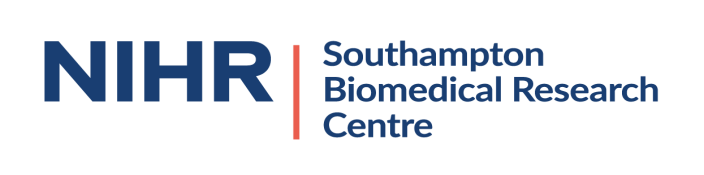 NIHR
Southampton
Biomedical Research
Centre